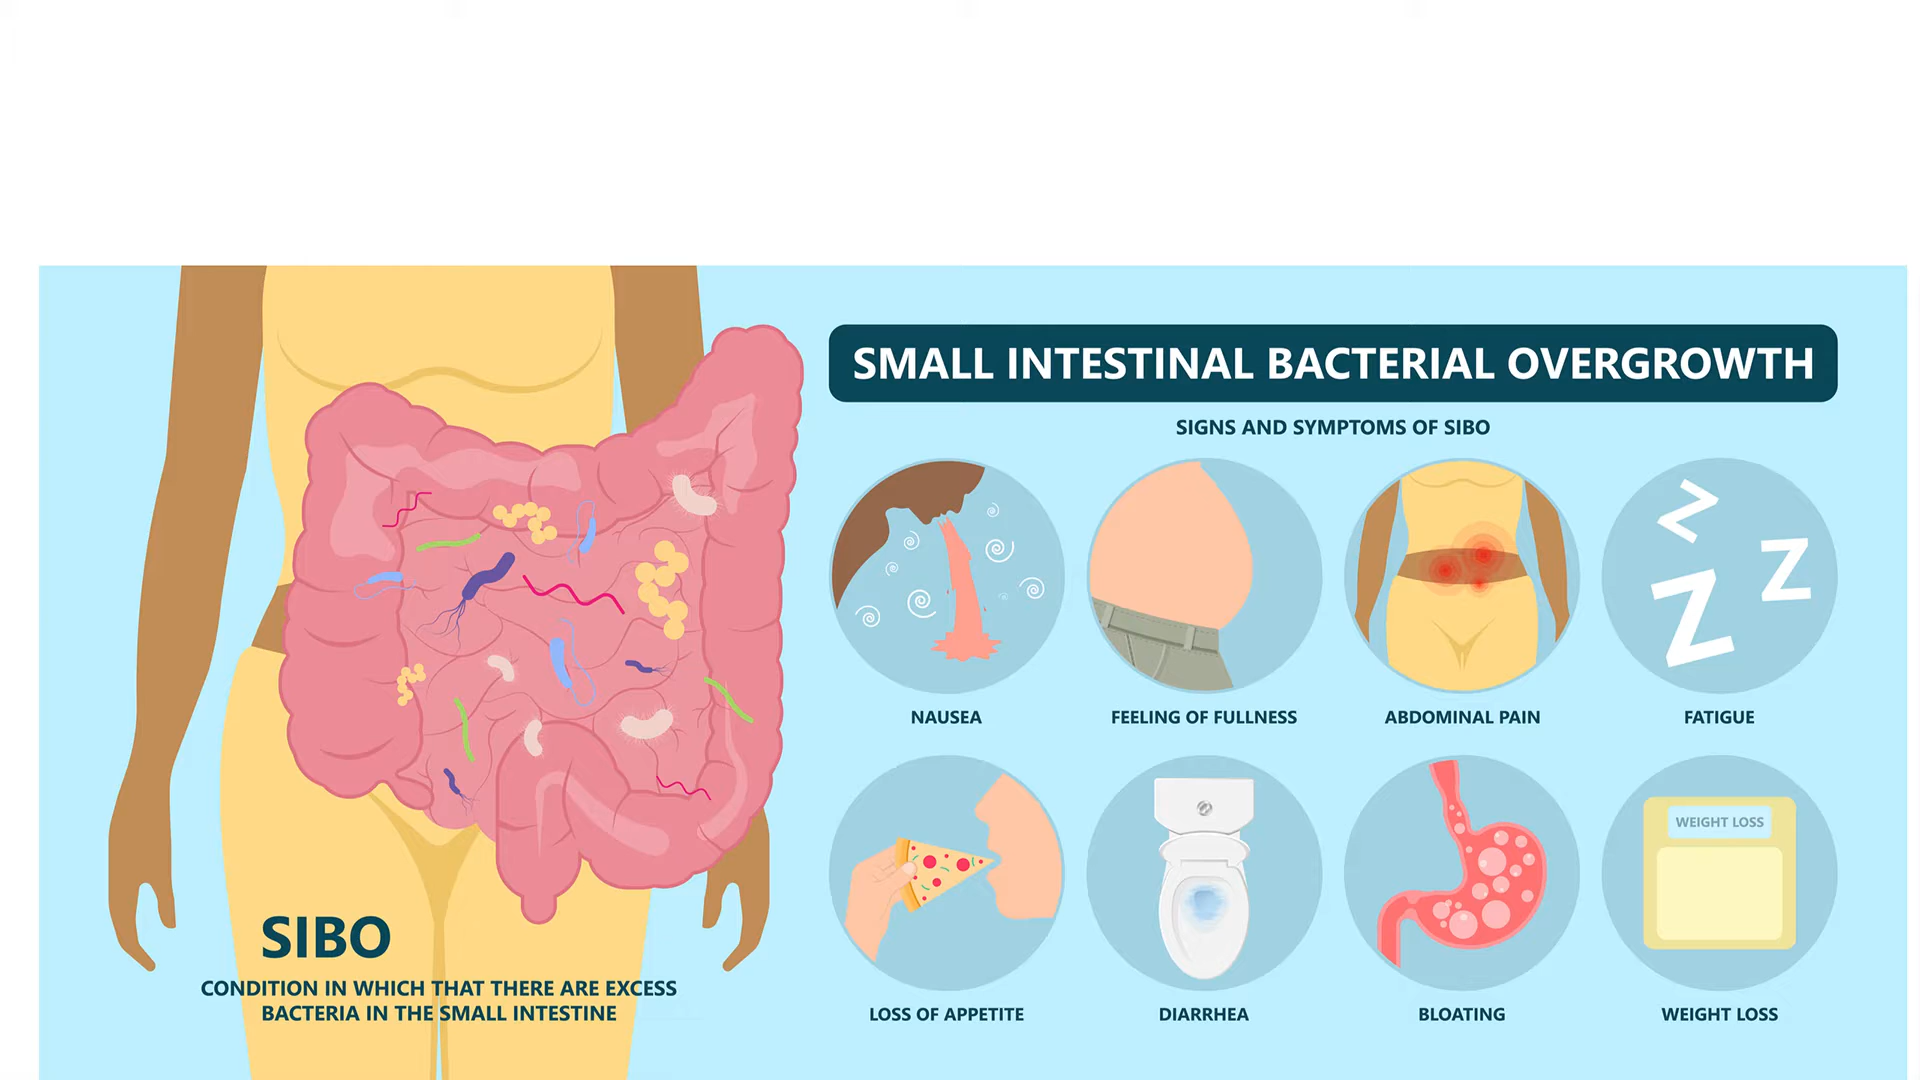 SMALL INTESTINAL BACTERIAL OVERGROWTH
SIGNS AND SYMPTOMS OF SIBO
Z
Z
Z
NAUSEA
FEELING OF FULLNESS
ABDOMINAL PAIN
FATIGUE
WEIGHT LOSS
LOSS OF APPETITE
DIARRHEA
BLOATING
WEIGHT LOSS
SIBO
CONDITION IN WHICH THAT THERE ARE EXCESS
BACTERIA IN THE SMALL INTESTINE